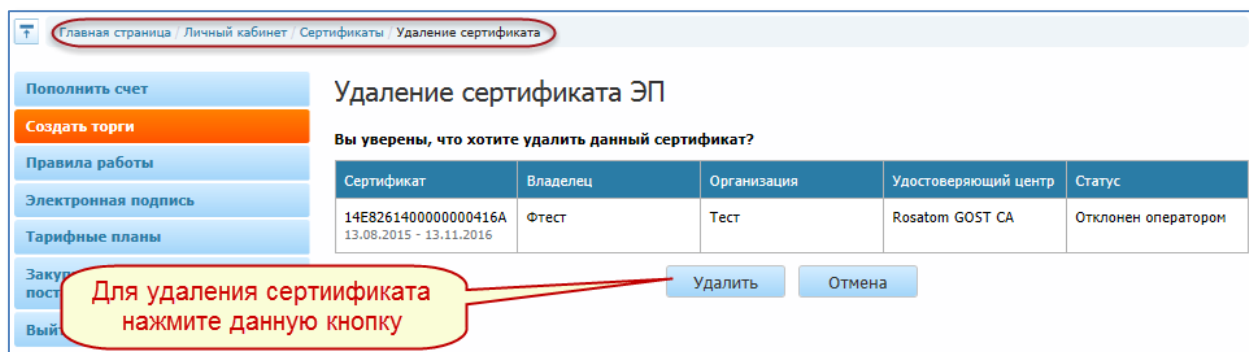 Главная страница / Личный кабинет / Сертификаты / Удаление сертификата
Пополнить счет
Создать торги
Правила работы
Электронная подпись
Тарифные планы
Удаление сертификата ЭП
Вы уверены, что хотите удалить данный сертификат?
Сертификат Владелец Организация Удостоверяющий центр Статус
14E8261400000000416A Фтест Тест Rosatom GOST CA Отклонен оператором
13.08.2015 - 13.11.2016
Удалить Отмена
Для удаления сертиификата
нажмите данную кнопку